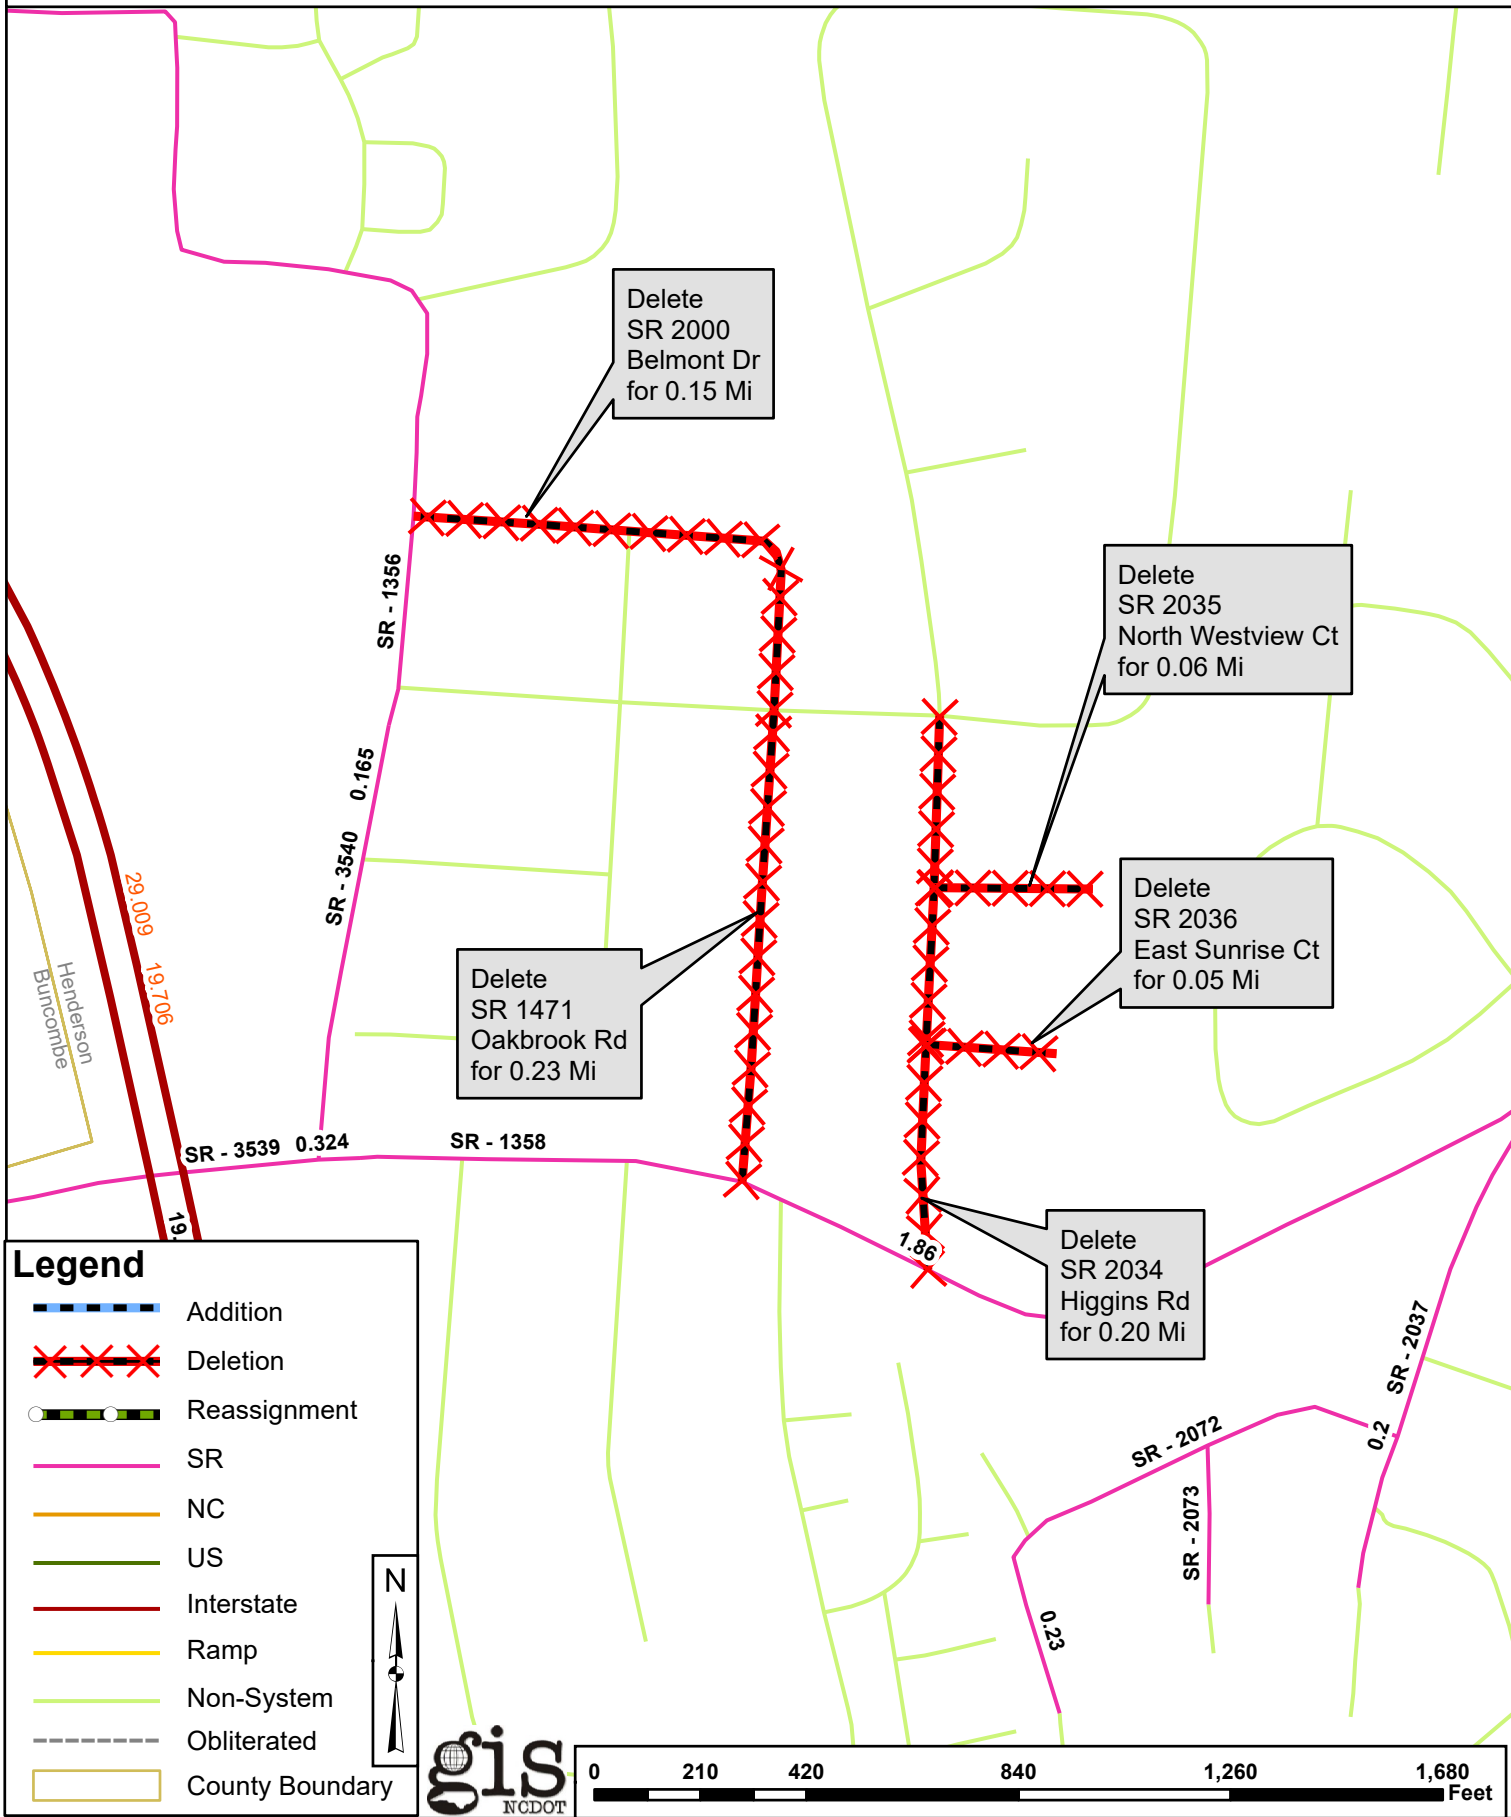 Delete
SR 2000
Belmont Dr
for 0.15 Mi
Delete
SR 2035
North Westview Ct
for 0.06 Mi
SR - 1356
0.165
SR - 3540
29.009
19.706
Henderson
Buncombe
Delete
SR 2036
East Sunrise Ct
for 0.05 Mi
Delete
SR 1471
Oakbrook Rd
for 0.23 Mi
SR - 3539
0.324
SR - 1358
19.
1.86
Delete
SR 2034
Higgins Rd
for 0.20 Mi
SR - 2037
SR - 2072
0.2
SR - 2073
0.23
Legend
Addition
Deletion
Reassignment
SR
NC
US
Interstate
Ramp
Non-System
Obliterated
County Boundary
N
gis
NCDOT
0 210 420 840 1,260 1,680
Feet